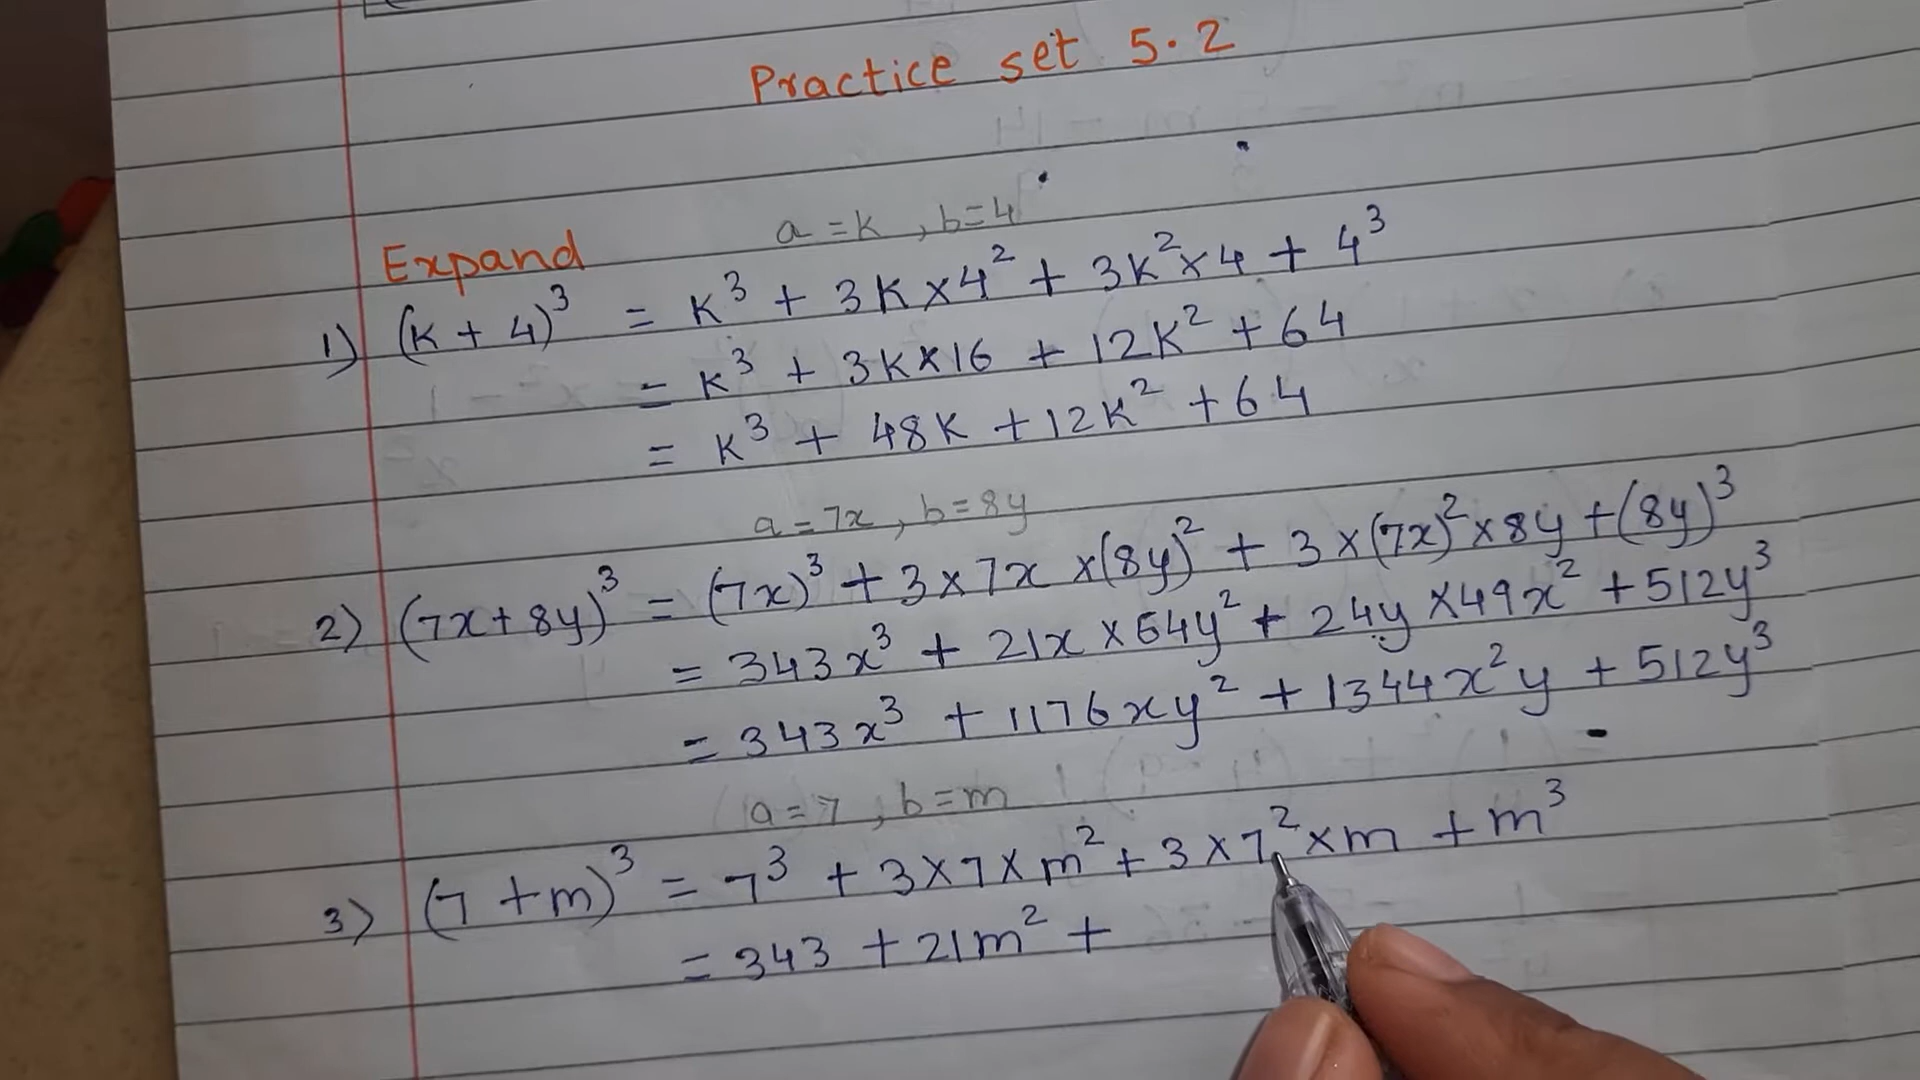 Practice set 5.2
a=k, b=4
Expand
1) (k + 4)³ = k³ + 3k×4² + 3k²×4 + 4³
= k³ + 3k×16 + 12k² + 64
= k³ + 48k + 12k² + 64
a=7x, b=8y
2) (7x+8y)³ = (7x)³ + 3×7x×(8y)² + 3×(7x)²×8y+(8y)³
= 343x³ + 21x×64y² + 24y×49x² + 512y³
= 343x³ + 1176xy² + 1344x²y + 512y³
a=7, b=m
3) (7+m)³ = 7³ + 3×7×m² + 3×7²×m + m³
= 343 + 21m² +